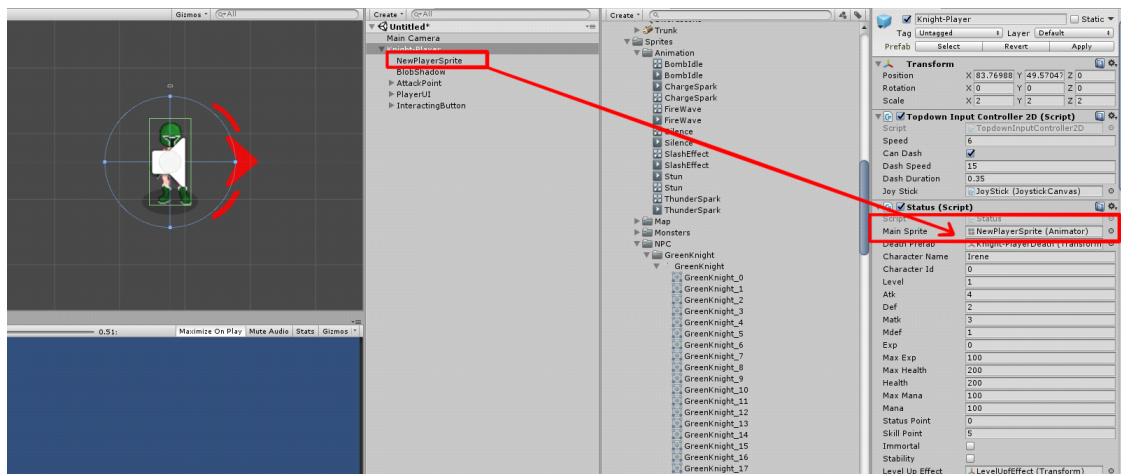 Gizmos
All
0.51:
Maximize On Play Mute Audio Stats Gizmos
Create
All
Untitled*
Main Camera
Knight-Player
NewPlayerSprite
BlobShadow
AttackPoint
PlayerUI
InteractingButton
Create
Trunk
Sprites
Animation
BombIdle
BombIdle
ChargeSpark
ChargeSpark
FireWave
FireWave
Silence
Silence
SlashEffect
SlashEffect
Stun
Stun
ThunderSpark
ThunderSpark
Map
Monsters
NPC
GreenKnight
GreenKnight
GreenKnight_0
GreenKnight_1
GreenKnight_2
GreenKnight_3
GreenKnight_4
GreenKnight_5
GreenKnight_6
GreenKnight_7
GreenKnight_8
GreenKnight_9
GreenKnight_10
GreenKnight_11
GreenKnight_12
GreenKnight_13
GreenKnight_14
GreenKnight_15
GreenKnight_16
GreenKnight_17
Knight-Player Static
Tag Untagged Layer Default
Prefab Select Revert Apply
Transform
Position X 83.76988 Y 49.57047 Z 0
Rotation X 0 Y 0 Z 0
Scale X 2 Y 2 Z 2
Topdown Input Controller 2D (Script)
Script TopdownInputController2D
Speed 6
Can Dash
Dash Speed 15
Dash Duration 0.35
Joy Stick JoyStick (JoystickCanvas)
Status (Script)
Script Status
Main Sprite NewPlayerSprite (Animator)
Death Prefab Knight-PlayerDeath (Transform)
Character Name Irene
Character Id 0
Level 1
Atk 4
Def 2
Matk 3
Mdef 1
Exp 0
Max Exp 100
Max Health 200
Health 200
Max Mana 100
Mana 100
Status Point 0
Skill Point 5
Immortal
Stability
Level Up Effect LevelUpEffect (Transform)